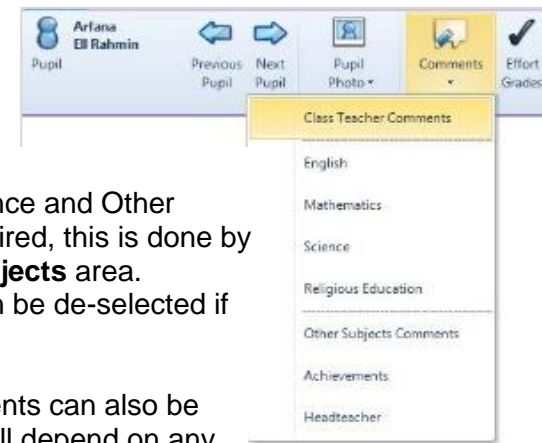 Arfana
Ell Rahmin
Pupil
Previous
Pupil
Next
Pupil
Pupil
Photo
Comments
Effort
Grades
Class Teacher Comments
English
Mathematics
Science
Religious Education
Other Subjects Comments
Achievements
Headteacher
nce and Other
ired, this is done by
jects area.
n be de-selected if
ents can also be
ll depend on any